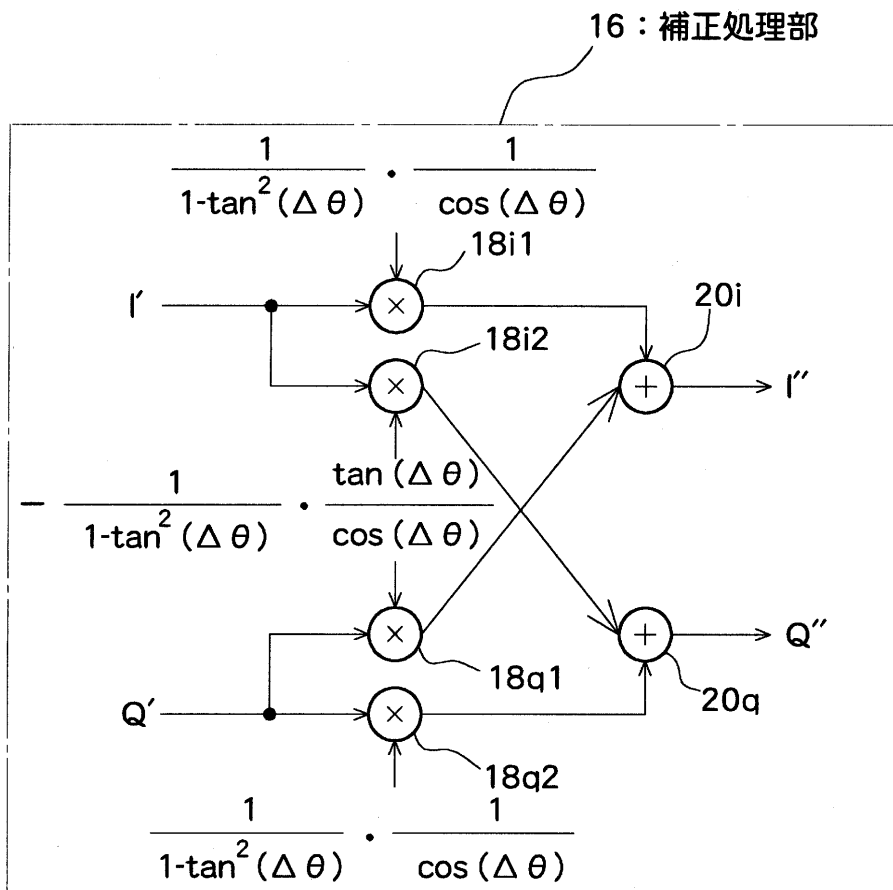 16：補正処理部
1/(1-tan²(Δθ)) · 1/cos(Δθ)
18i1
I′
20i
18i2
I″
- 1/(1-tan²(Δθ)) · tan(Δθ)/cos(Δθ)
Q″
18q1
20q
Q′
18q2
1/(1-tan²(Δθ)) · 1/cos(Δθ)